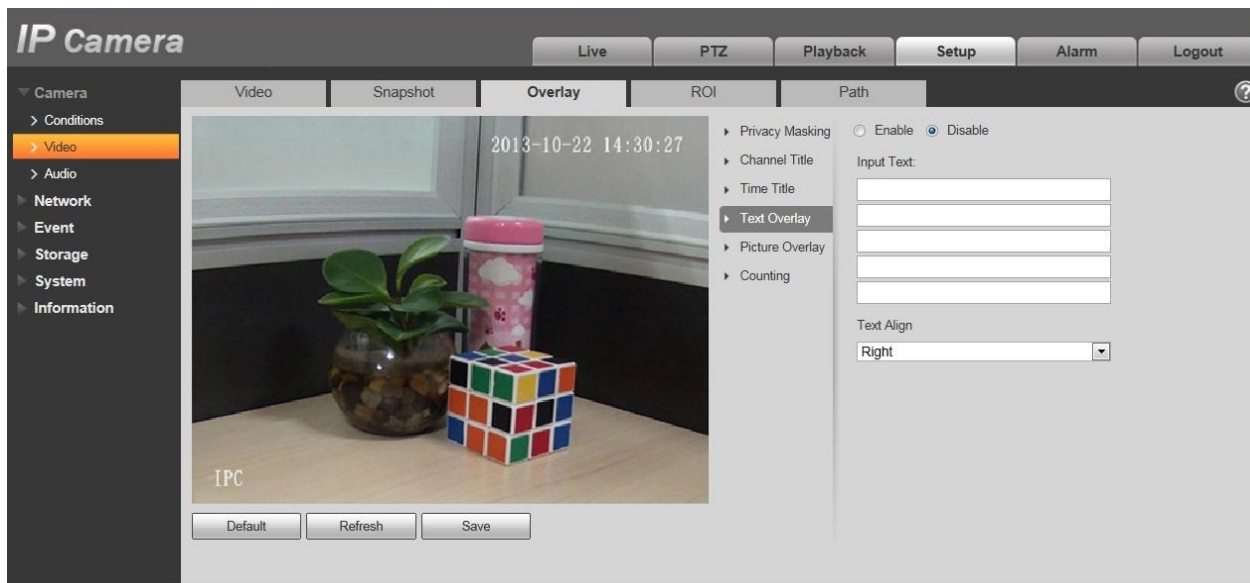 IP Camera
Live PTZ Playback Setup Alarm Logout
Camera
Conditions
Video
Audio
Network
Event
Storage
System
Information
Video Snapshot Overlay ROI Path
2013-10-22 14:30:27
IPC
Default Refresh Save
Privacy Masking
Channel Title
Time Title
Text Overlay
Picture Overlay
Counting
Enable Disable
Input Text:
Text Align
Right